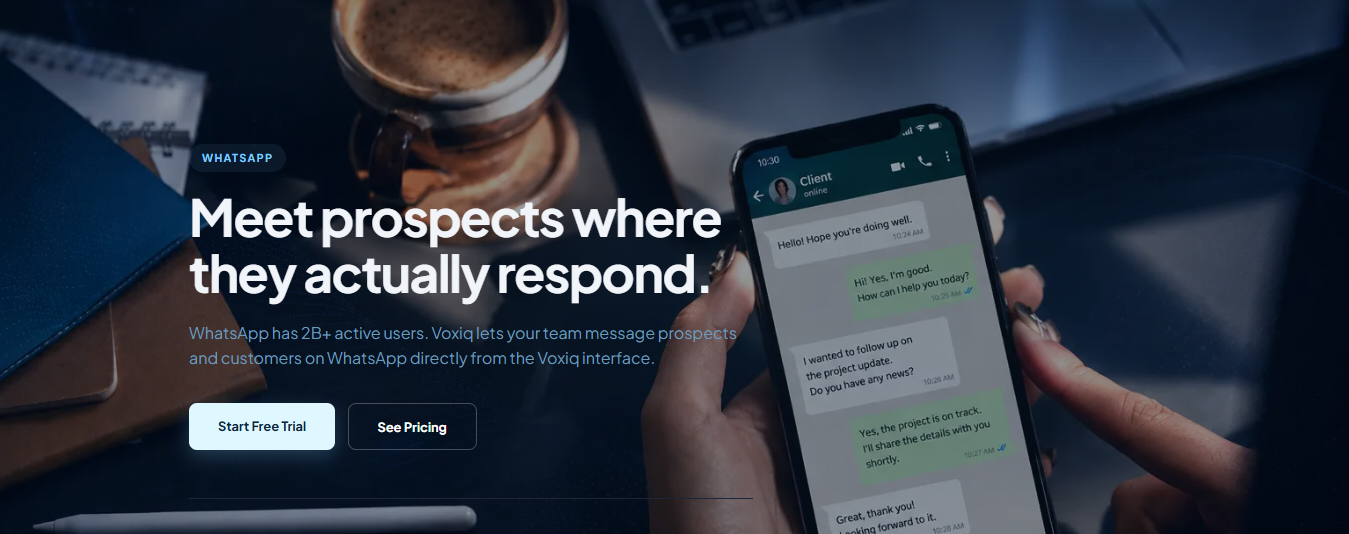 WHATSAPP
Meet prospects where
they actually respond.
WhatsApp has 2B+ active users. Voxiq lets your team message prospects
and customers on WhatsApp directly from the Voxiq interface.
Start Free Trial
See Pricing
10:30
Client
online
Hello! Hope you're doing well.
10:24 AM
Hi! Yes, I'm good.
How can I help you today?
10:25 AM
I wanted to follow up on
the project update.
Do you have any news?
10:26 AM
Yes, the project is on track.
I'll share the details with you
shortly.
10:27 AM
Great, thank you!
Looking forward to it.
10:28 AM